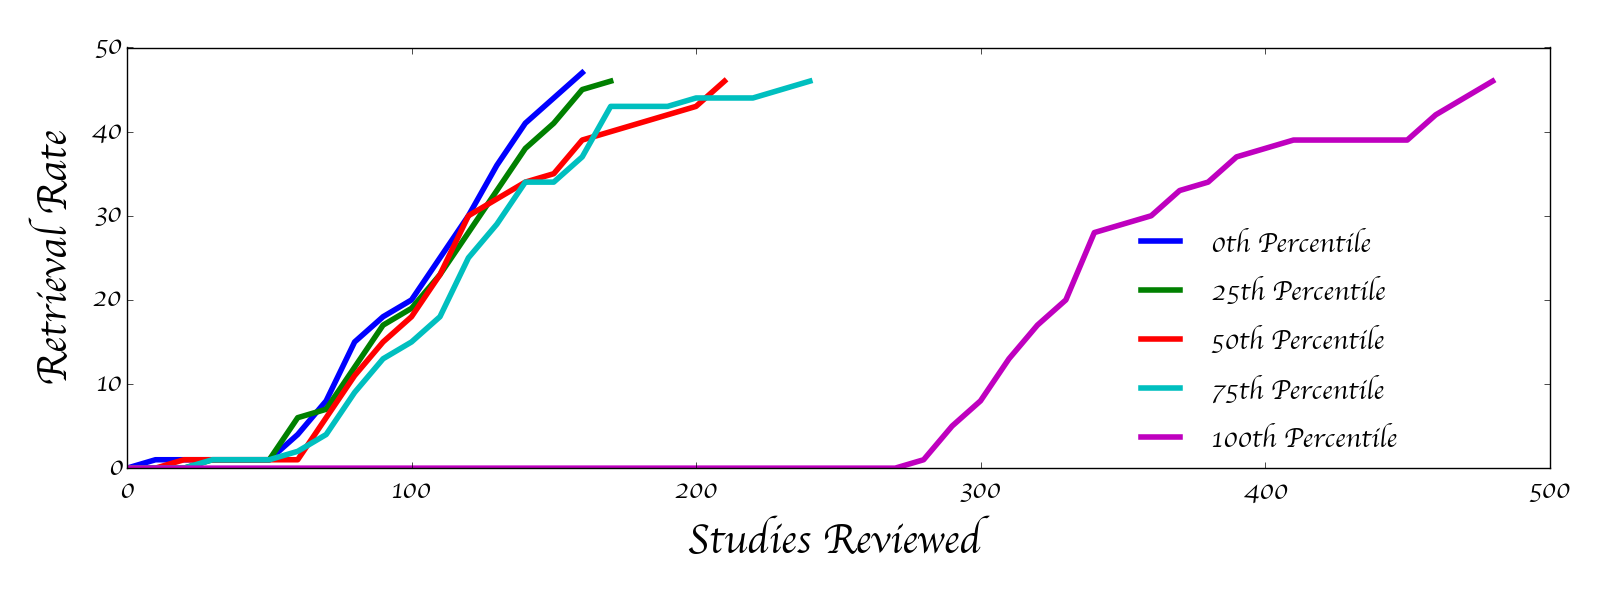 50
40
30
20
10
0
Retrieval Rate
0 100 200 300 400 500
Studies Reviewed
0th Percentile
25th Percentile
50th Percentile
75th Percentile
100th Percentile